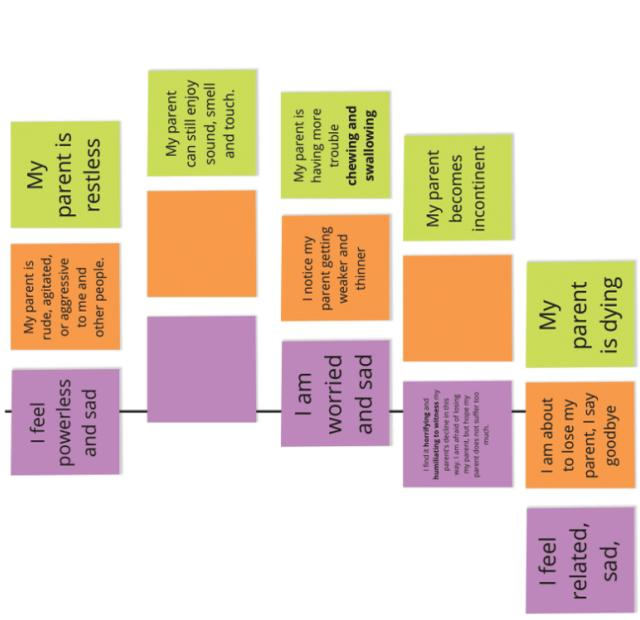 I feel
powerless
and sad
My parent is
rude, agitated,
or aggressive
to me and
other people.
My
parent is
restless
My parent
can still enjoy
sound, smell
and touch.
I am
worried
and sad
I notice my
parent getting
weaker and
thinner
My parent is
having more
trouble
chewing and
swallowing
I find it horrifying and
humiliating to witness my
parent's decline in this
way. I am afraid of losing
my parent, but hope my
parent does not suffer too
much.
My parent
becomes
incontinent
I feel
related,
sad,
I am about
to lose my
parent, I say
goodbye
My
parent
is dying